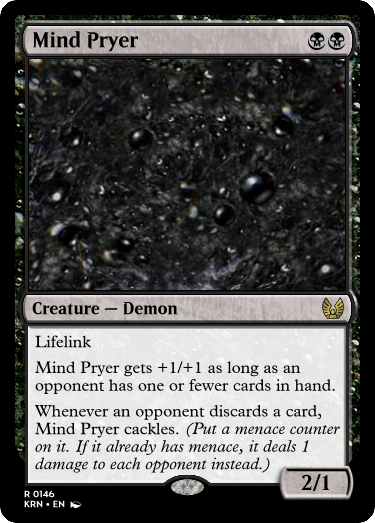 Mind Pryer
Creature — Demon
Lifelink
Mind Pryer gets +1/+1 as long as an
opponent has one or fewer cards in hand.
Whenever an opponent discards a card,
Mind Pryer cackles. (Put a menace counter
on it. If it already has menace, it deals 1
damage to each opponent instead.)
2/1
R 0146
KRN • EN